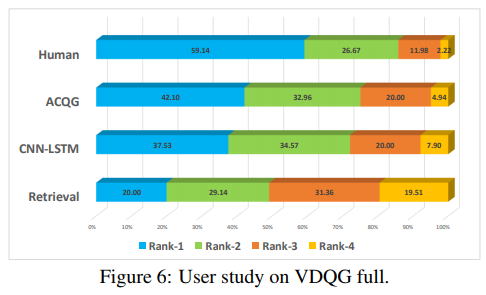 Human 59.14 26.67 11.98 2.22
ACQG 42.10 32.96 20.00 4.94
CNN-LSTM 37.53 34.57 20.00 7.90
Retrieval 20.00 29.14 31.36 19.51
0% 10% 20% 30% 40% 50% 60% 70% 80% 90% 100%
Rank-1 Rank-2 Rank-3 Rank-4
Figure 6: User study on VDQG full.